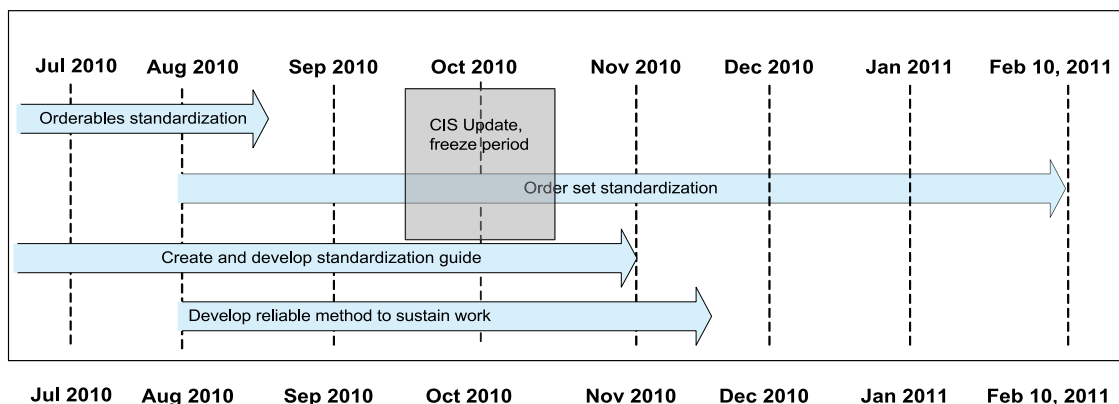 Jul 2010 Aug 2010 Sep 2010 Oct 2010 Nov 2010 Dec 2010 Jan 2011 Feb 10, 2011
Orderables standardization
CIS Update,
freeze period
Order set standardization
Create and develop standardization guide
Develop reliable method to sustain work
Jul 2010 Aug 2010 Sep 2010 Oct 2010 Nov 2010 Dec 2010 Jan 2011 Feb 10, 2011